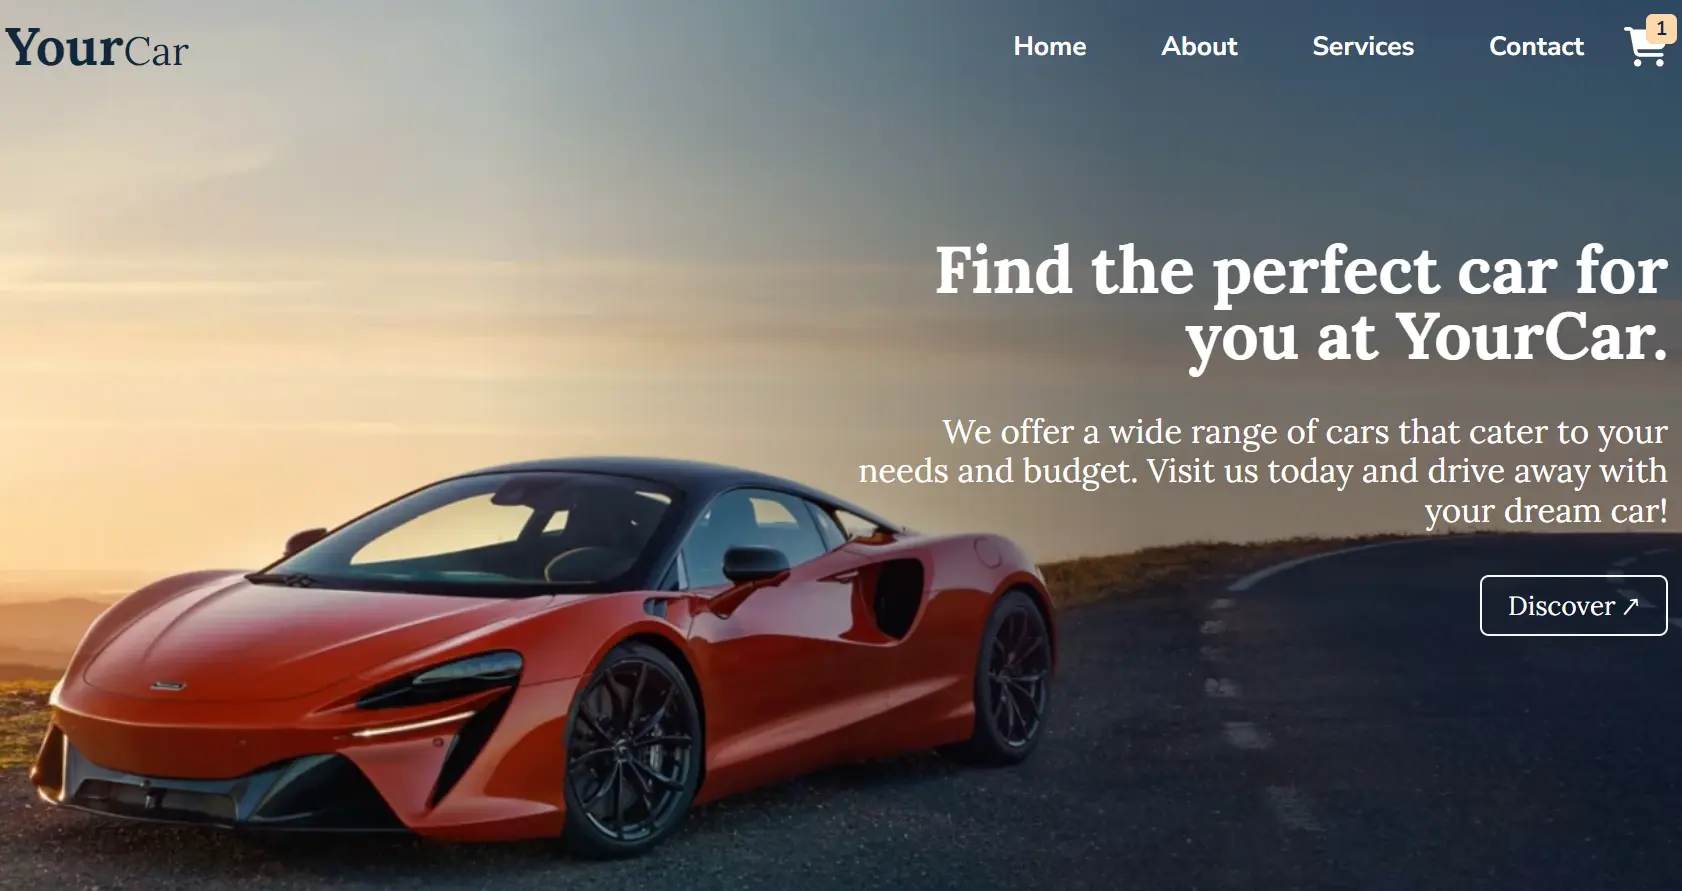 YourCar
Home About Services Contact 1
Find the perfect car for
you at YourCar.
We offer a wide range of cars that cater to your
needs and budget. Visit us today and drive away with
your dream car!
Discover ↗